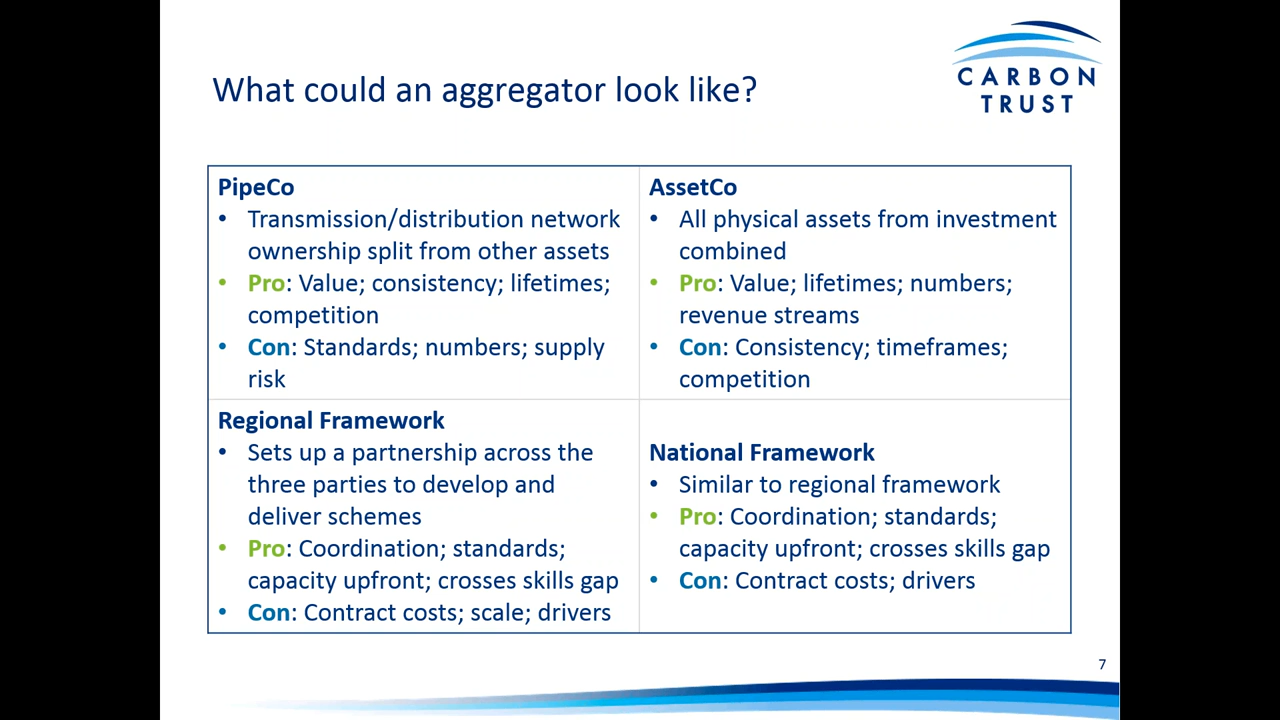 CARBON
TRUST
What could an aggregator look like?
PipeCo
• Transmission/distribution network
ownership split from other assets
• Pro: Value; consistency; lifetimes;
competition
• Con: Standards; numbers; supply
risk
AssetCo
• All physical assets from investment
combined
• Pro: Value; lifetimes; numbers;
revenue streams
• Con: Consistency; timeframes;
competition
Regional Framework
• Sets up a partnership across the
three parties to develop and
deliver schemes
• Pro: Coordination; standards;
capacity upfront; crosses skills gap
• Con: Contract costs; scale; drivers
National Framework
• Similar to regional framework
• Pro: Coordination; standards;
capacity upfront; crosses skills gap
• Con: Contract costs; drivers
7